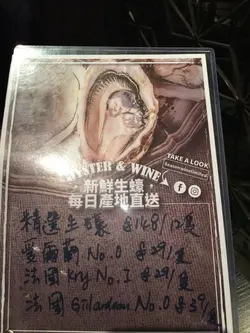 OYSTER & WINE
TAKE A LOOK
新鮮生蠔
每日產地直送
精選生蠔 $148/12隻
愛爾蘭 No.0 $29/隻
法國 Kry No.1 $29/隻
法國 Gillardeau No.0 $39/隻